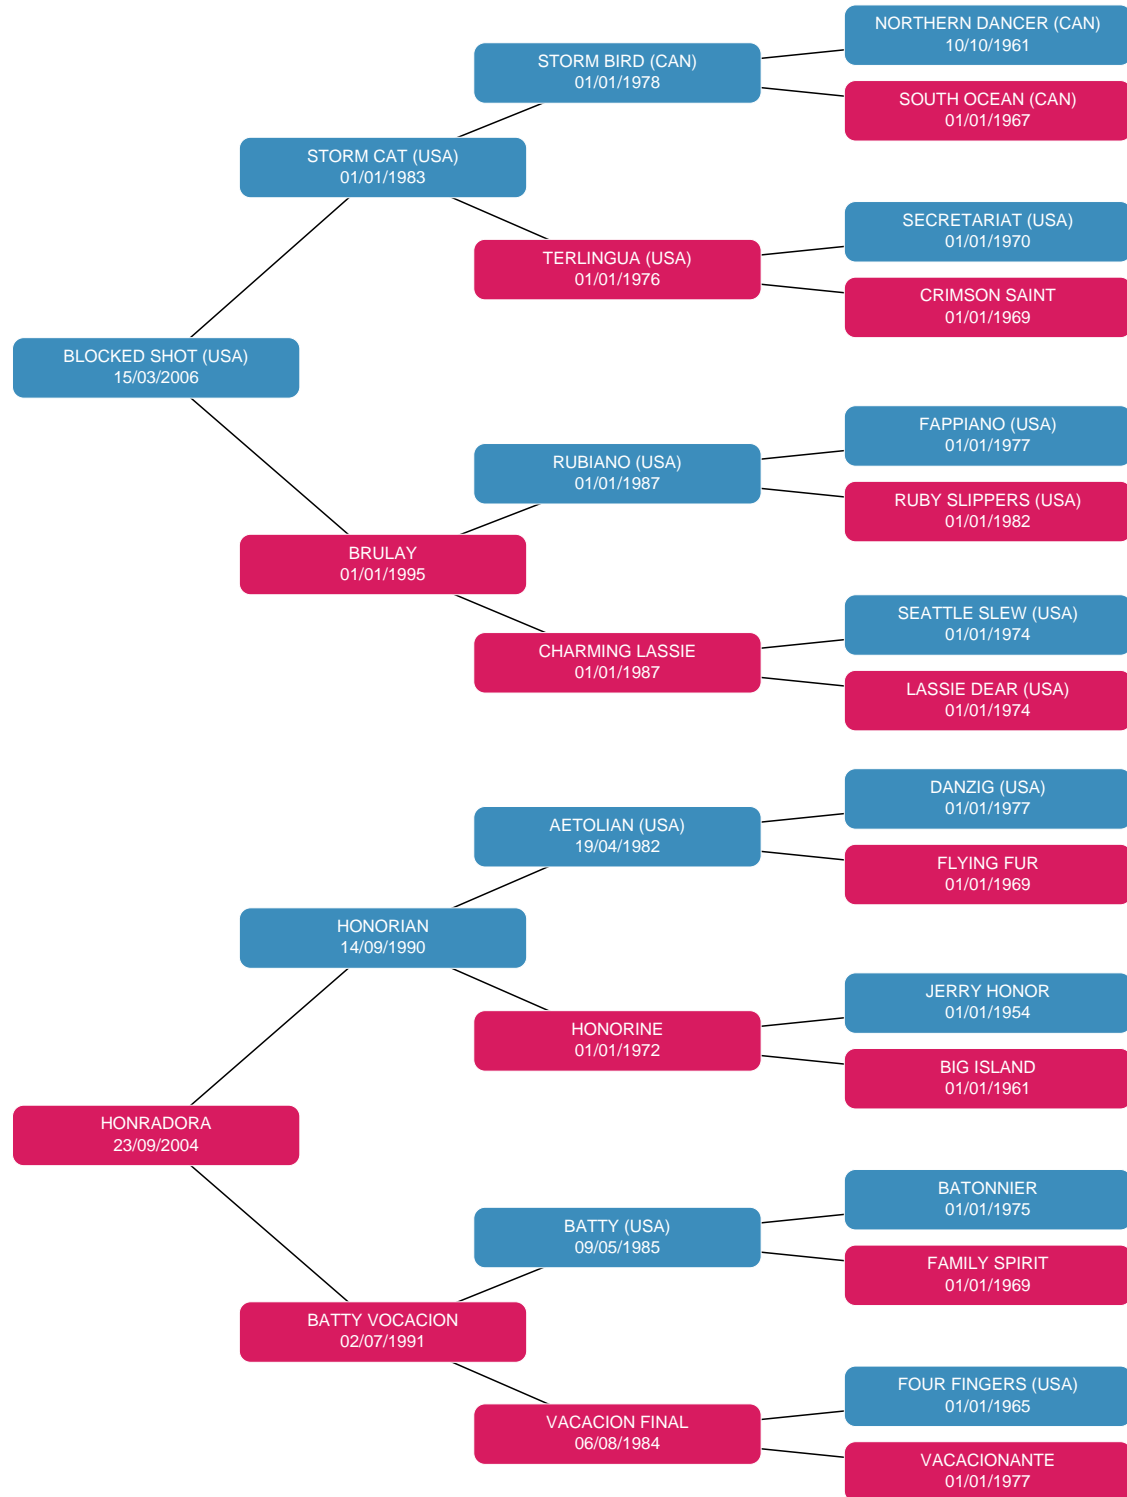 NORTHERN DANCER (CAN)
10/10/1961
STORM BIRD (CAN)
01/01/1978
SOUTH OCEAN (CAN)
01/01/1967
STORM CAT (USA)
01/01/1983
SECRETARIAT (USA)
01/01/1970
TERLINGUA (USA)
01/01/1976
CRIMSON SAINT
01/01/1969
BLOCKED SHOT (USA)
15/03/2006
FAPPIANO (USA)
01/01/1977
RUBIANO (USA)
01/01/1987
RUBY SLIPPERS (USA)
01/01/1982
BRULAY
01/01/1995
SEATTLE SLEW (USA)
01/01/1974
CHARMING LASSIE
01/01/1987
LASSIE DEAR (USA)
01/01/1974
DANZIG (USA)
01/01/1977
AETOLIAN (USA)
19/04/1982
FLYING FUR
01/01/1969
HONORIAN
14/09/1990
JERRY HONOR
01/01/1954
HONORINE
01/01/1972
BIG ISLAND
01/01/1961
HONRADORA
23/09/2004
BATONNIER
01/01/1975
BATTY (USA)
09/05/1985
FAMILY SPIRIT
01/01/1969
BATTY VOCACION
02/07/1991
FOUR FINGERS (USA)
01/01/1965
VACACION FINAL
06/08/1984
VACACIONANTE
01/01/1977